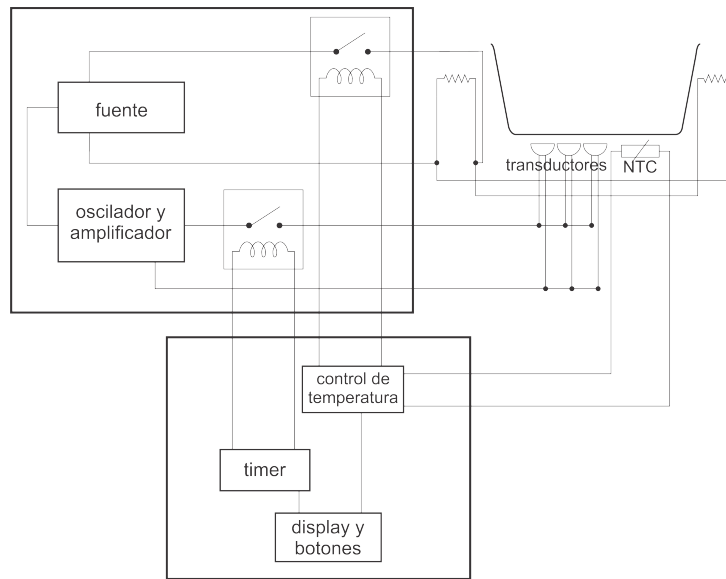 fuente
transductores
NTC
oscilador y
amplificador
control de
temperatura
timer
display y
botones